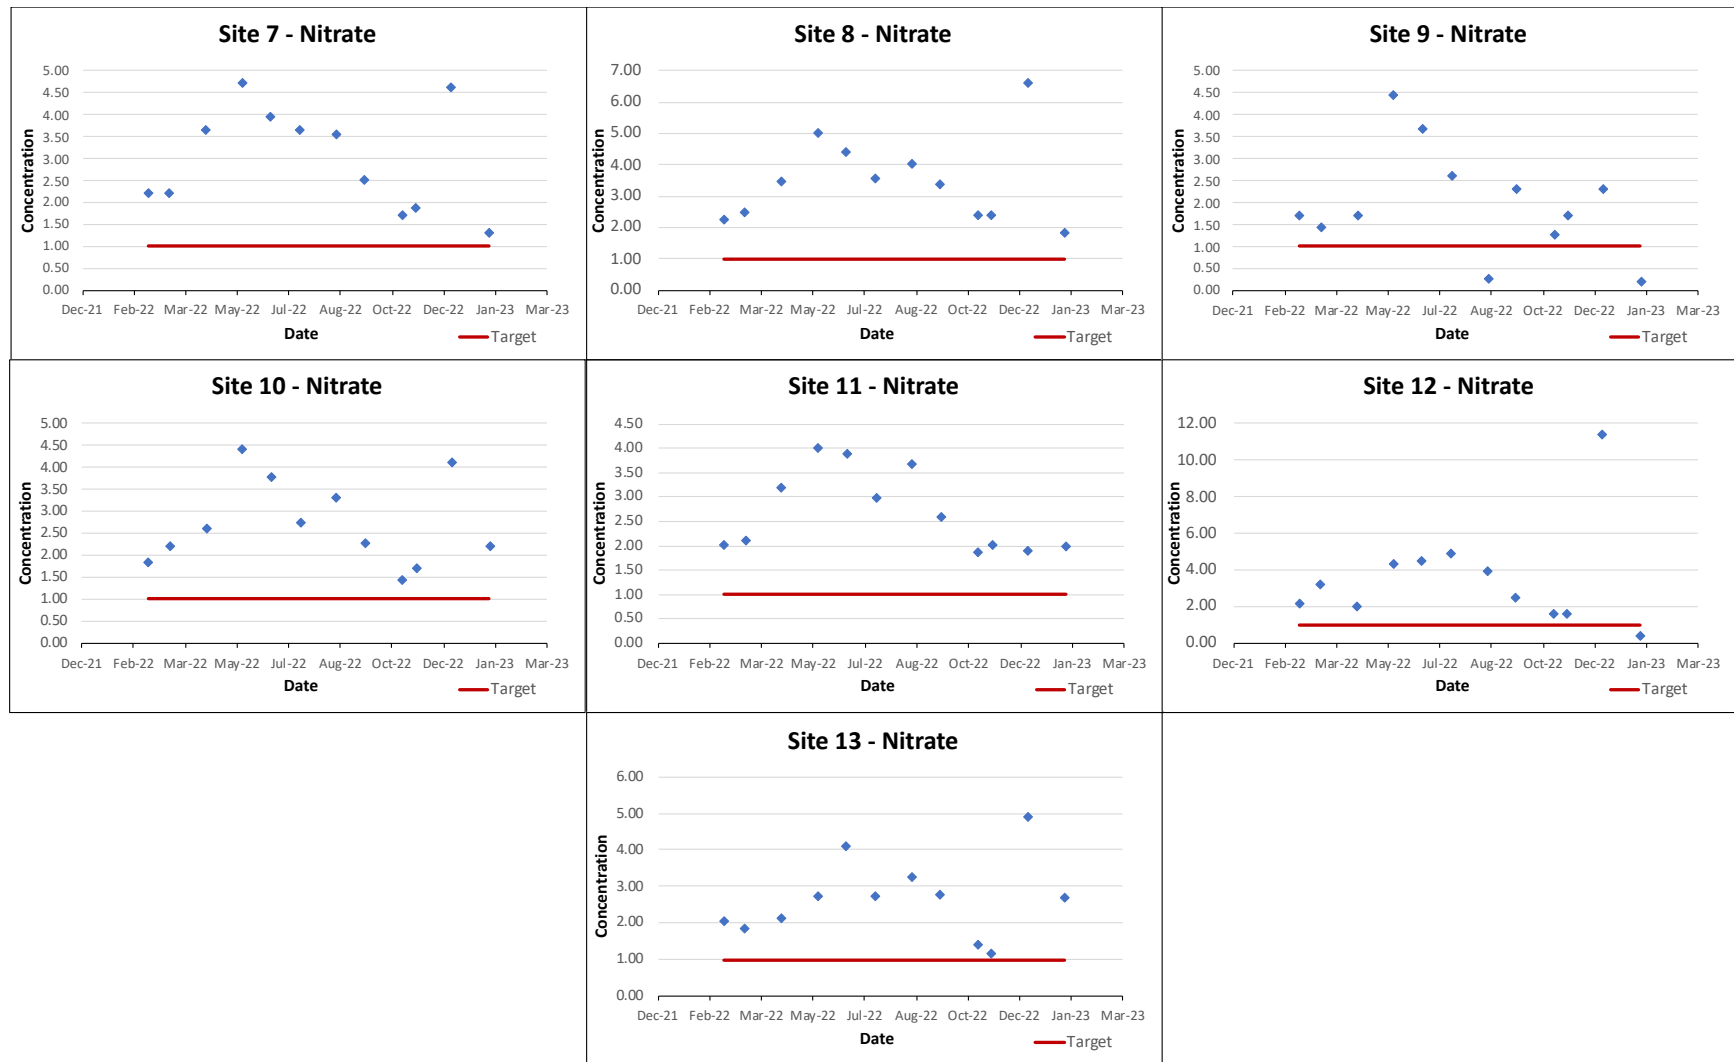 Site 7 - Nitrate
5.00
4.50
4.00
3.50
3.00
2.50
2.00
1.50
1.00
0.50
0.00
Concentration
Dec-21 Feb-22 Mar-22 May-22 Jul-22 Aug-22 Oct-22 Dec-22 Jan-23 Mar-23
Date
Target
Site 8 - Nitrate
7.00
6.00
5.00
4.00
3.00
2.00
1.00
0.00
Concentration
Dec-21 Feb-22 Mar-22 May-22 Jul-22 Aug-22 Oct-22 Dec-22 Jan-23 Mar-23
Date
Target
Site 9 - Nitrate
5.00
4.50
4.00
3.50
3.00
2.50
2.00
1.50
1.00
0.50
0.00
Concentration
Dec-21 Feb-22 Mar-22 May-22 Jul-22 Aug-22 Oct-22 Dec-22 Jan-23 Mar-23
Date
Target
Site 10 - Nitrate
5.00
4.50
4.00
3.50
3.00
2.50
2.00
1.50
1.00
0.50
0.00
Concentration
Dec-21 Feb-22 Mar-22 May-22 Jul-22 Aug-22 Oct-22 Dec-22 Jan-23 Mar-23
Date
Target
Site 11 - Nitrate
4.50
4.00
3.50
3.00
2.50
2.00
1.50
1.00
0.50
0.00
Concentration
Dec-21 Feb-22 Mar-22 May-22 Jul-22 Aug-22 Oct-22 Dec-22 Jan-23 Mar-23
Date
Target
Site 12 - Nitrate
12.00
10.00
8.00
6.00
4.00
2.00
0.00
Concentration
Dec-21 Feb-22 Mar-22 May-22 Jul-22 Aug-22 Oct-22 Dec-22 Jan-23 Mar-23
Date
Target
Site 13 - Nitrate
6.00
5.00
4.00
3.00
2.00
1.00
0.00
Concentration
Dec-21 Feb-22 Mar-22 May-22 Jul-22 Aug-22 Oct-22 Dec-22 Jan-23 Mar-23
Date
Target